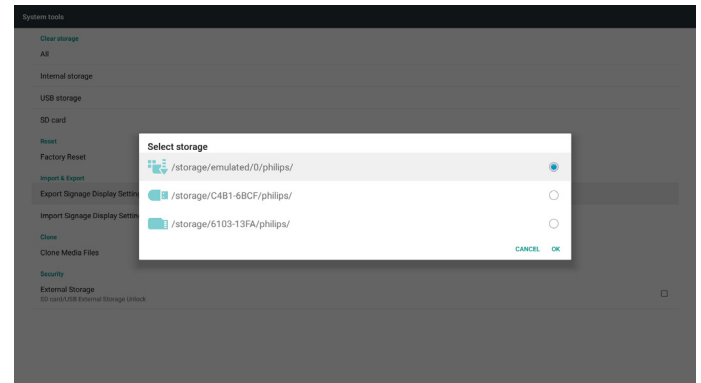 System tools
Clear storage
All
Internal storage
USB storage
SD card
Reset
Factory Reset
Import & Export
Export Signage Display Settin
Import Signage Display Settin
Clone
Clone Media Files
Security
External Storage
SD card/USB External Storage Unlock
Select storage
/storage/emulated/0/philips/
/storage/C4B1-6BCF/philips/
/storage/6103-13FA/philips/
CANCEL OK